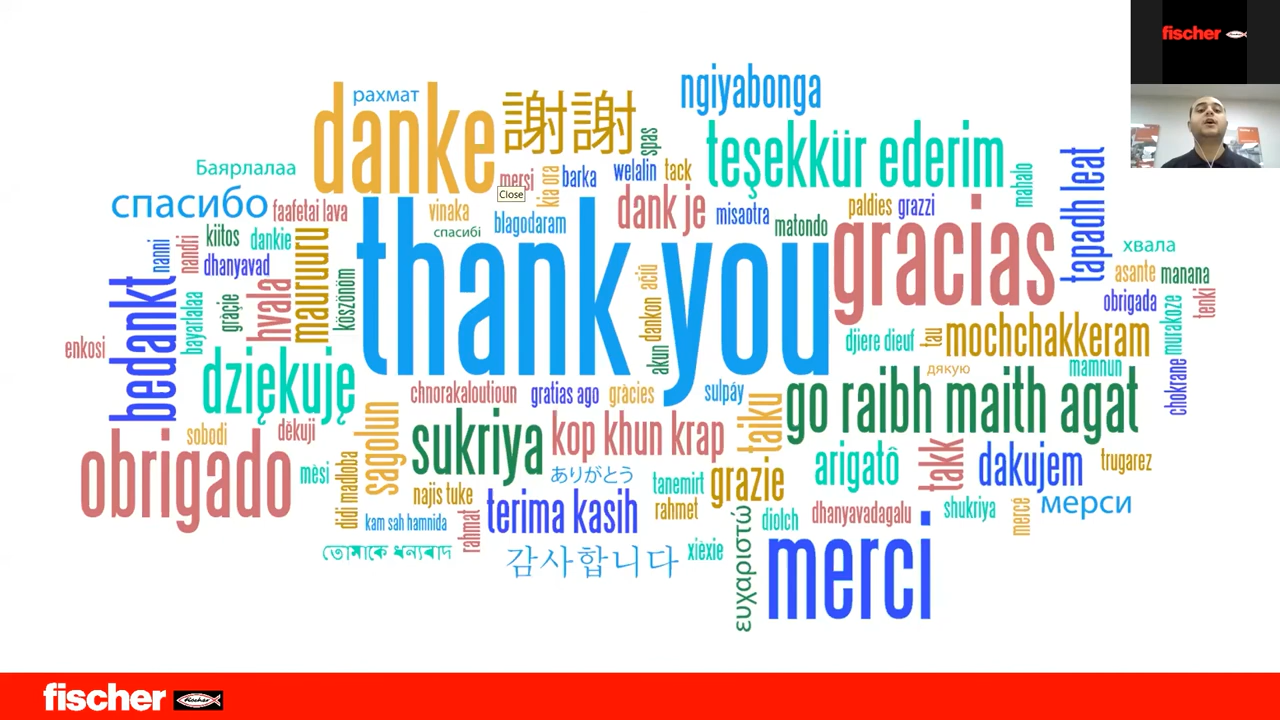 fischer
ngiyabonga
рахмат
danke
謝謝
spas
teşekkür ederim
tapadh leat
mahalo
Баярлалаа
mersi
Close
kia ora
barka
welalin
tack
спасибо
faafetai lava
vinaka
спасибі
blagodaram
dank je
misaotra
matondo
paldies
grazzi
gracias
хвала
nanni
nandri
kiitos
dankie
dhanyavad
mauruuru
thank you
asante
manana
obrigada
tenki
bedankt
bayarlalaa
gràçie
hvala
köszönöm
dankon
ačiū
akun
djiere dieuf
tau
mochchakkeram
murakoze
enkosi
dziękuję
chnorakaloutioun
gratias ago
gràcies
sulpáy
дякую
mamnun
chokrane
go raibh maith agat
obrigado
sobodi
děkuji
sagolun
sukriya
kop khun krap
taiku
mèsi
didi madloba
najis tuke
ありがとう
tanemirt
grazie
arigatô
takk
dakujem
trugarez
kam sah hamnida
rahmat
terima kasih
rahmet
diolch
dhanyavadagalu
shukriya
merce
мерси
তোমাকে ধন্যবাদ
감사합니다
xièxie
ευχαριστώ
merci
fischer
fischer